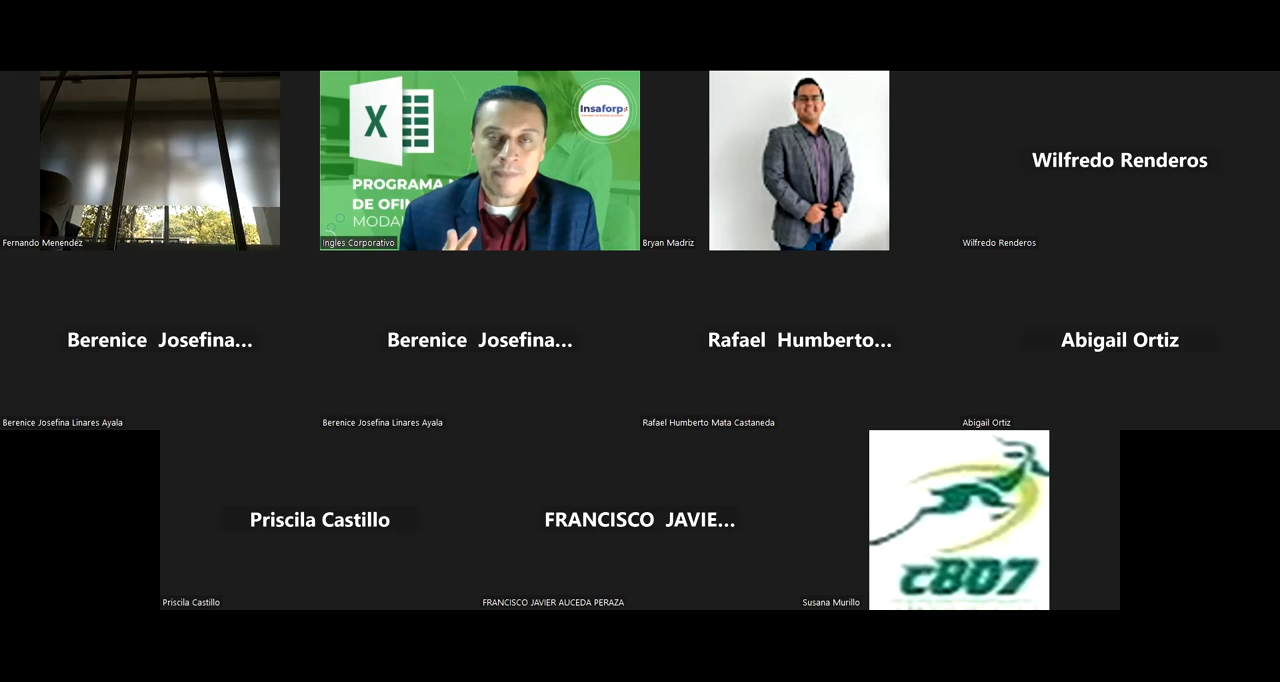 X
Insaforp
PROGRAMA
DE OFI
MODA
Fernando Menendez
Ingles Corporativo
Bryan Madriz
Wilfredo Renderos
Wilfredo Renderos
Berenice Josefina...
Berenice Josefina...
Rafael Humberto...
Abigail Ortiz
Berenice Josefina Linares Ayala
Berenice Josefina Linares Ayala
Rafael Humberto Mata Castaneda
Abigail Ortiz
Priscila Castillo
FRANCISCO JAVIE...
cBO7
Priscila Castillo
FRANCISCO JAVIER AUCEDA PERAZA
Susana Murillo